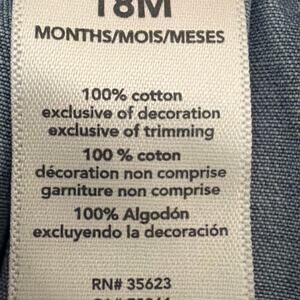 18M
MONTHS/MOIS/MESES
100% cotton
exclusive of decoration
exclusive of trimming
100 % coton
décoration non comprise
garniture non comprise
100% Algodón
excluyendo la decoración
RN# 35623